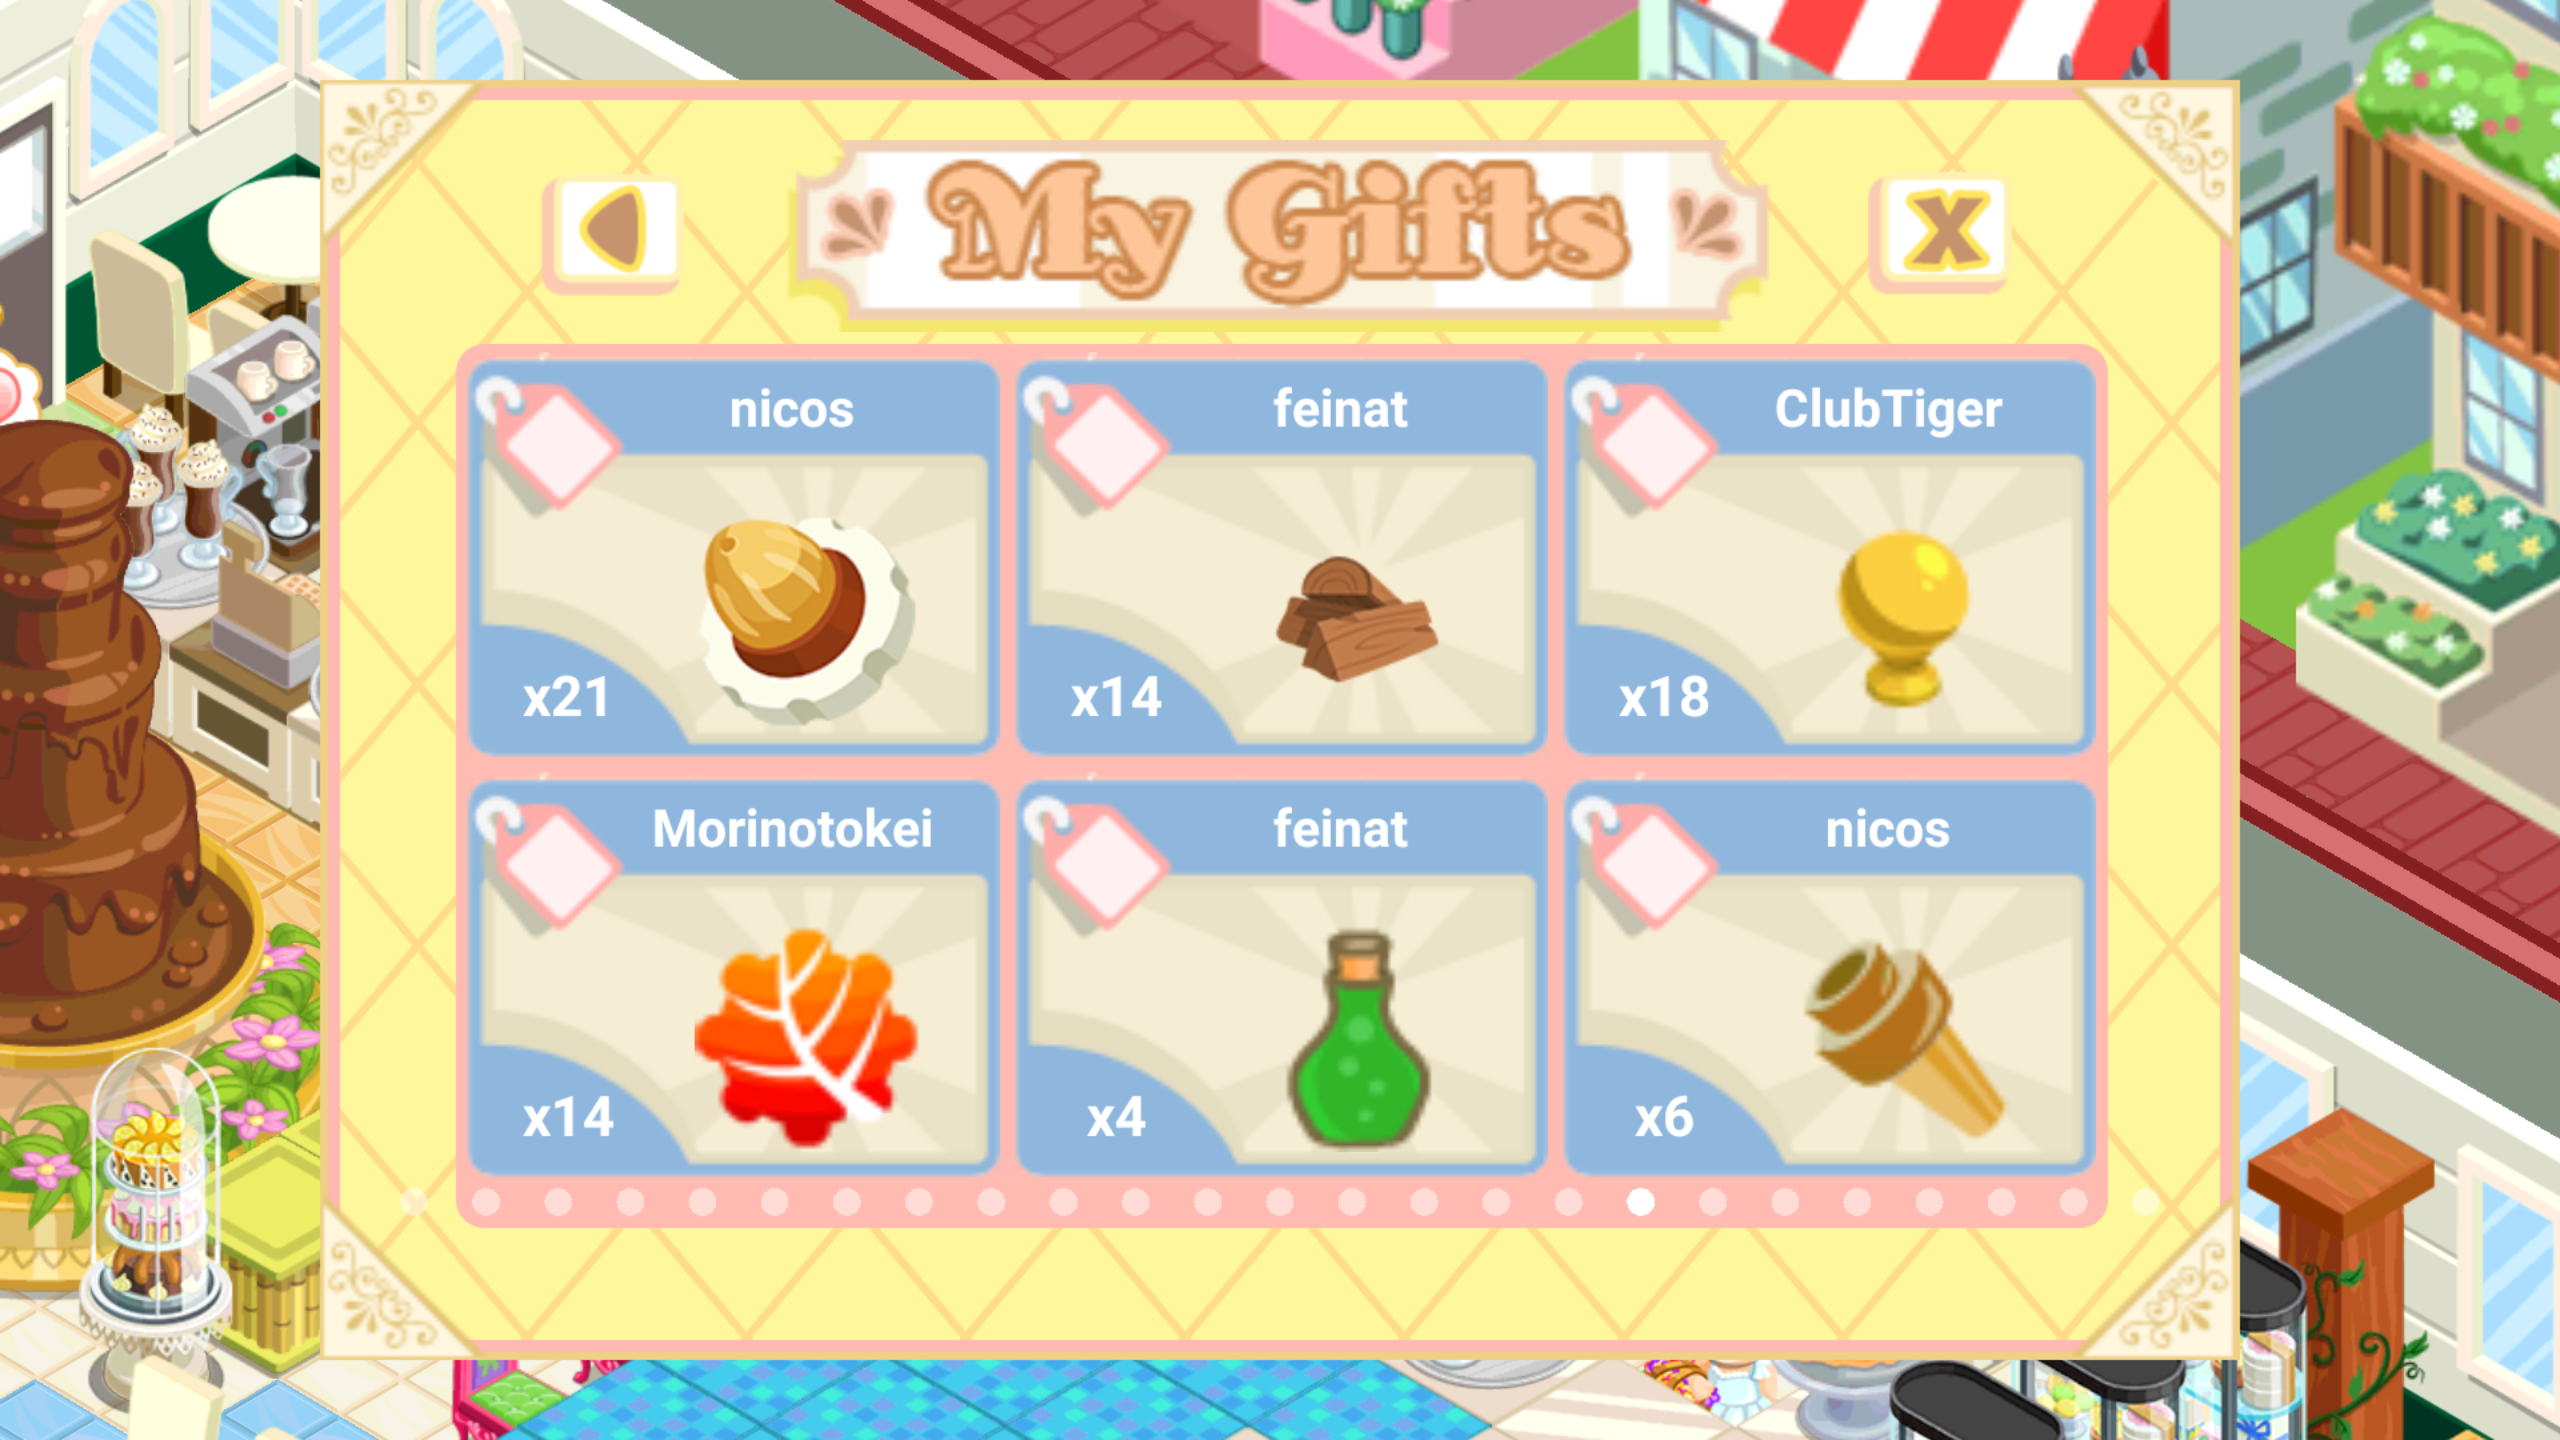 My Gifts
X
nicos
feinat
ClubTiger
x21
x14
x18
Morinotokei
feinat
nicos
x14
x4
x6